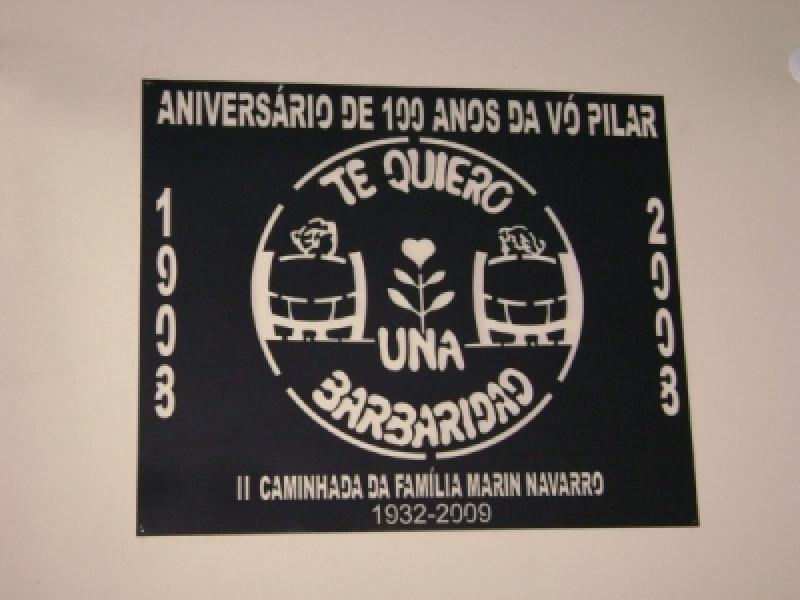 ANIVERSÁRIO DE 100 ANOS DA VÓ PILAR
TE QUIERO
1903
2003
UNA
BARBARIDAD
II CAMINHADA DA FAMÍLIA MARIN NAVARRO
1932-2009